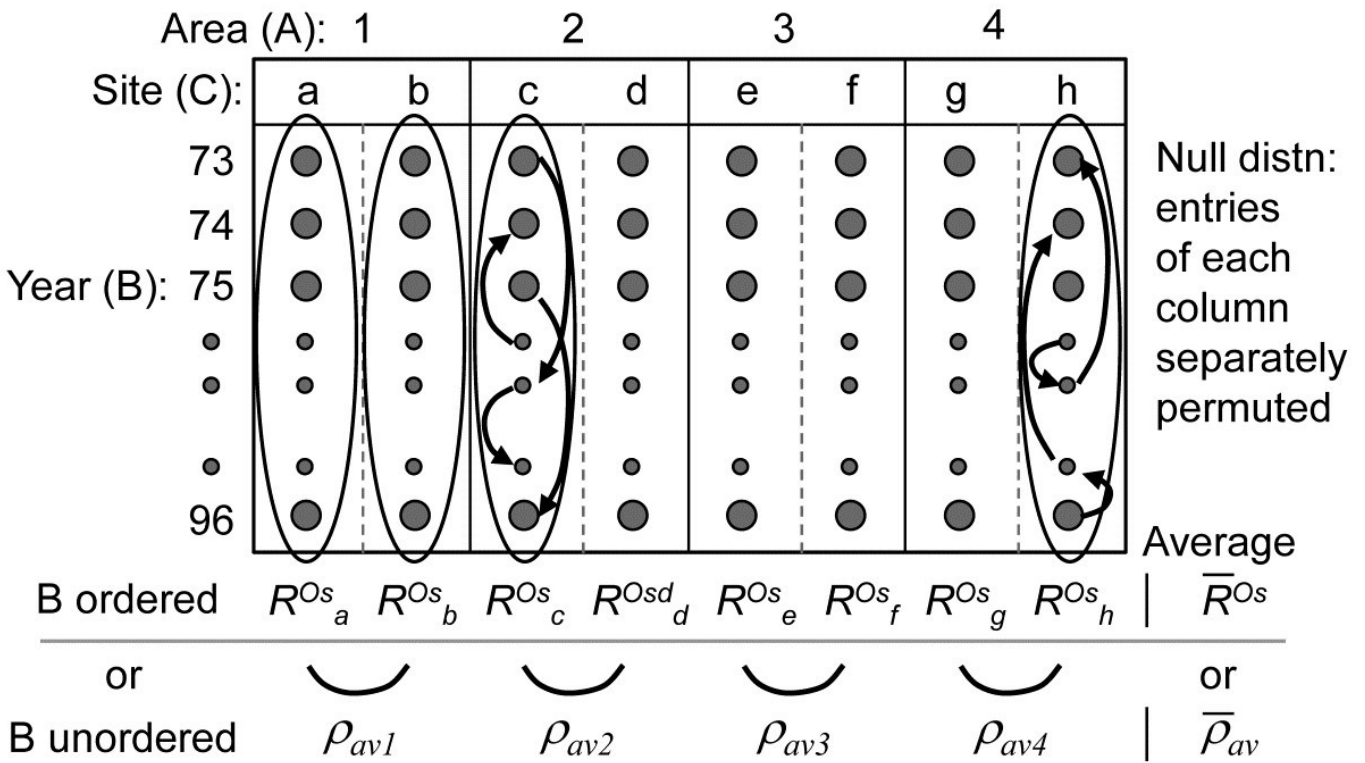 Area (A): 1 2 3 4
Site (C): a b c d e f g h
73
74
Year (B): 75
96
Null distn:
entries
of each
column
separately
permuted
Average
B ordered R^Os_a R^Os_b R^Os_c R^Osd_d R^Os_e R^Os_f R^Os_g R^Os_h | R̅^Os
or or
B unordered ρ_av1 ρ_av2 ρ_av3 ρ_av4 | ρ̅_av